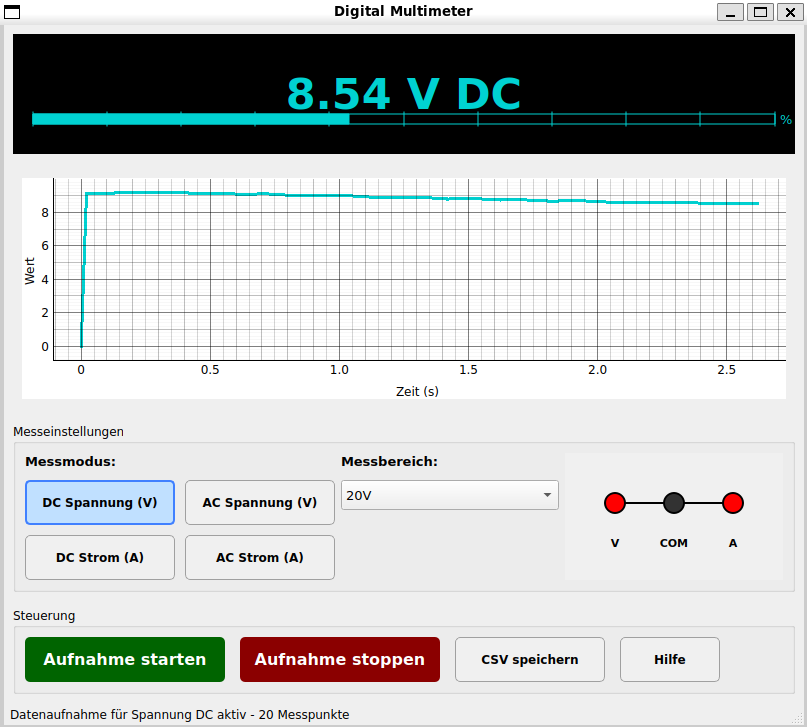 Digital Multimeter
8.54 V DC
%
8
6
4
2
0
Wert
0 0.5 1.0 1.5 2.0 2.5
Zeit (s)
Messeinstellungen
Messmodus: Messbereich:
DC Spannung (V) AC Spannung (V) 20V
DC Strom (A) AC Strom (A)
V COM A
Steuerung
Aufnahme starten Aufnahme stoppen CSV speichern Hilfe
Datenaufnahme für Spannung DC aktiv - 20 Messpunkte